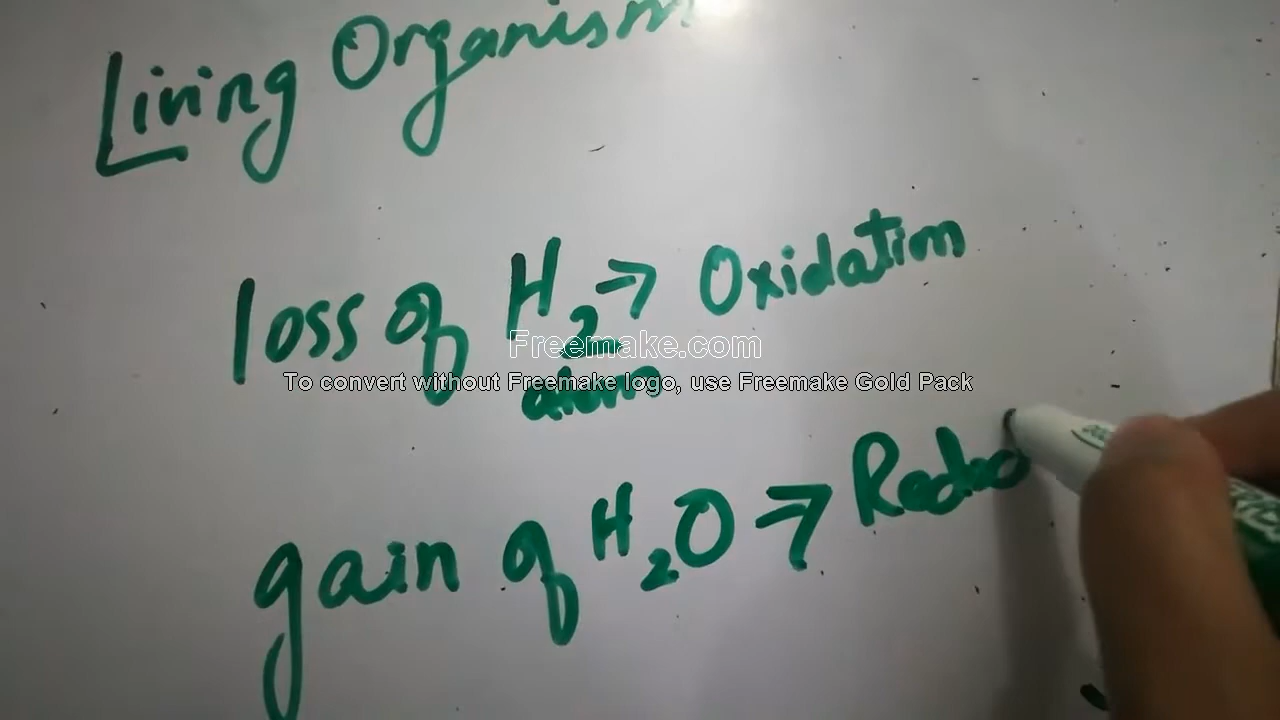 Living Organism
loss of H2 → Oxidation
atom
Freemake.com
To convert without Freemake logo, use Freemake Gold Pack
gain of H2O → Reduc